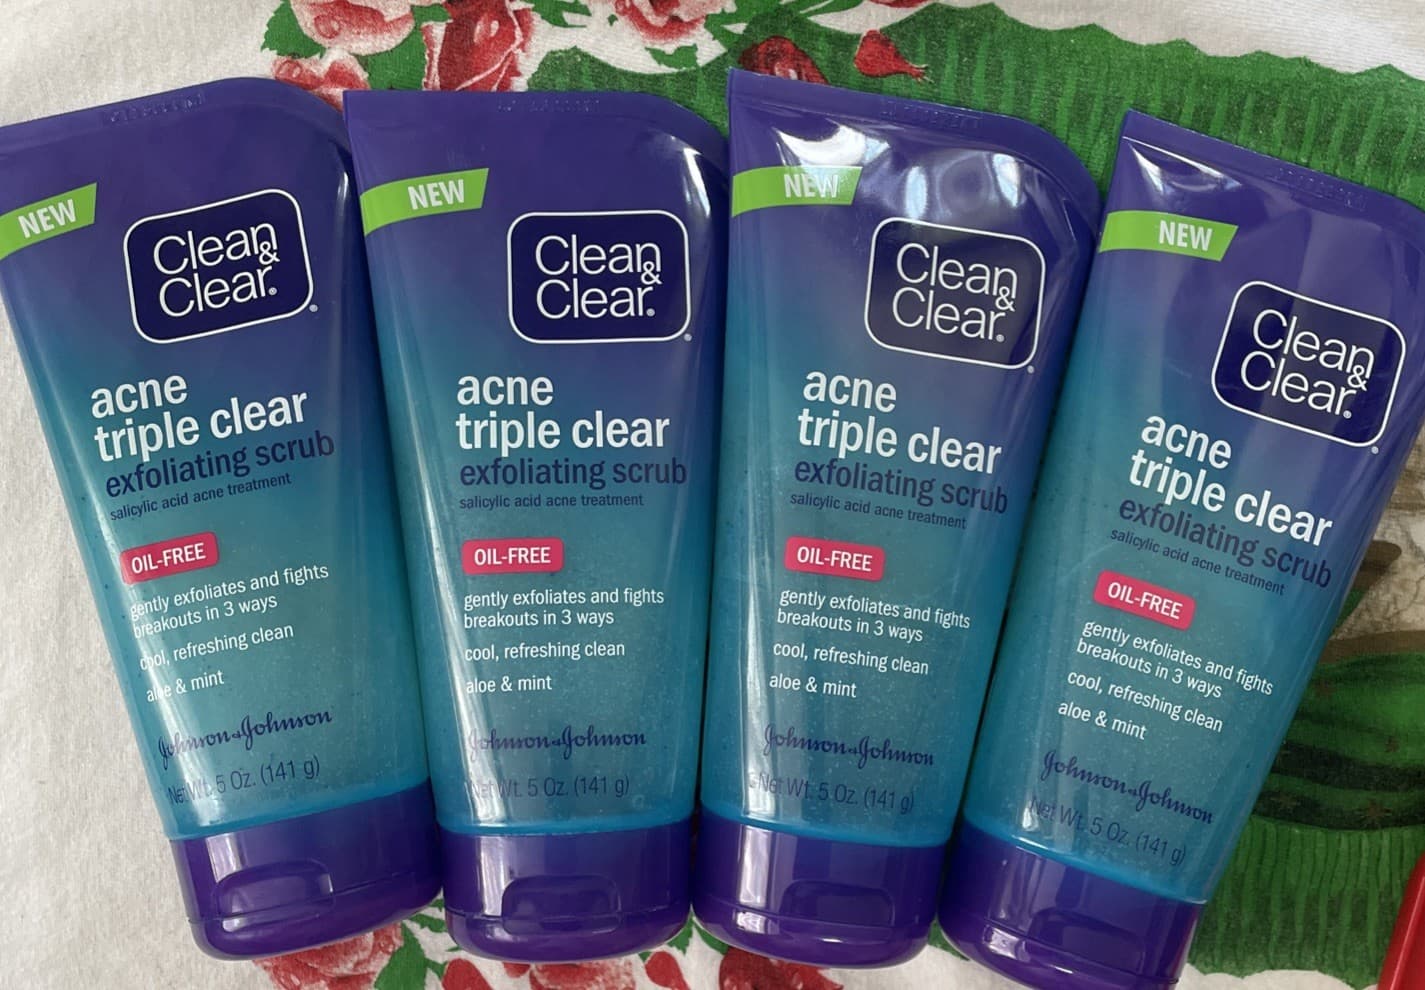 NEW
Clean
&
Clear®
acne
triple clear
exfoliating scrub
salicylic acid acne treatment
OIL-FREE
gently exfoliates and fights
breakouts in 3 ways
cool, refreshing clean
aloe & mint
Johnson & Johnson
Net Wt. 5 Oz. (141 g)
NEW
Clean
&
Clear®
acne
triple clear
exfoliating scrub
salicylic acid acne treatment
OIL-FREE
gently exfoliates and fights
breakouts in 3 ways
cool, refreshing clean
aloe & mint
Johnson & Johnson
Net Wt. 5 Oz. (141 g)
NEW
Clean
&
Clear®
acne
triple clear
exfoliating scrub
salicylic acid acne treatment
OIL-FREE
gently exfoliates and fights
breakouts in 3 ways
cool, refreshing clean
aloe & mint
Johnson & Johnson
Net Wt. 5 Oz. (141 g)
NEW
Clean
&
Clear®
acne
triple clear
exfoliating scrub
salicylic acid acne treatment
OIL-FREE
gently exfoliates and fights
breakouts in 3 ways
cool, refreshing clean
aloe & mint
Johnson & Johnson
Net Wt. 5 Oz. (141 g)